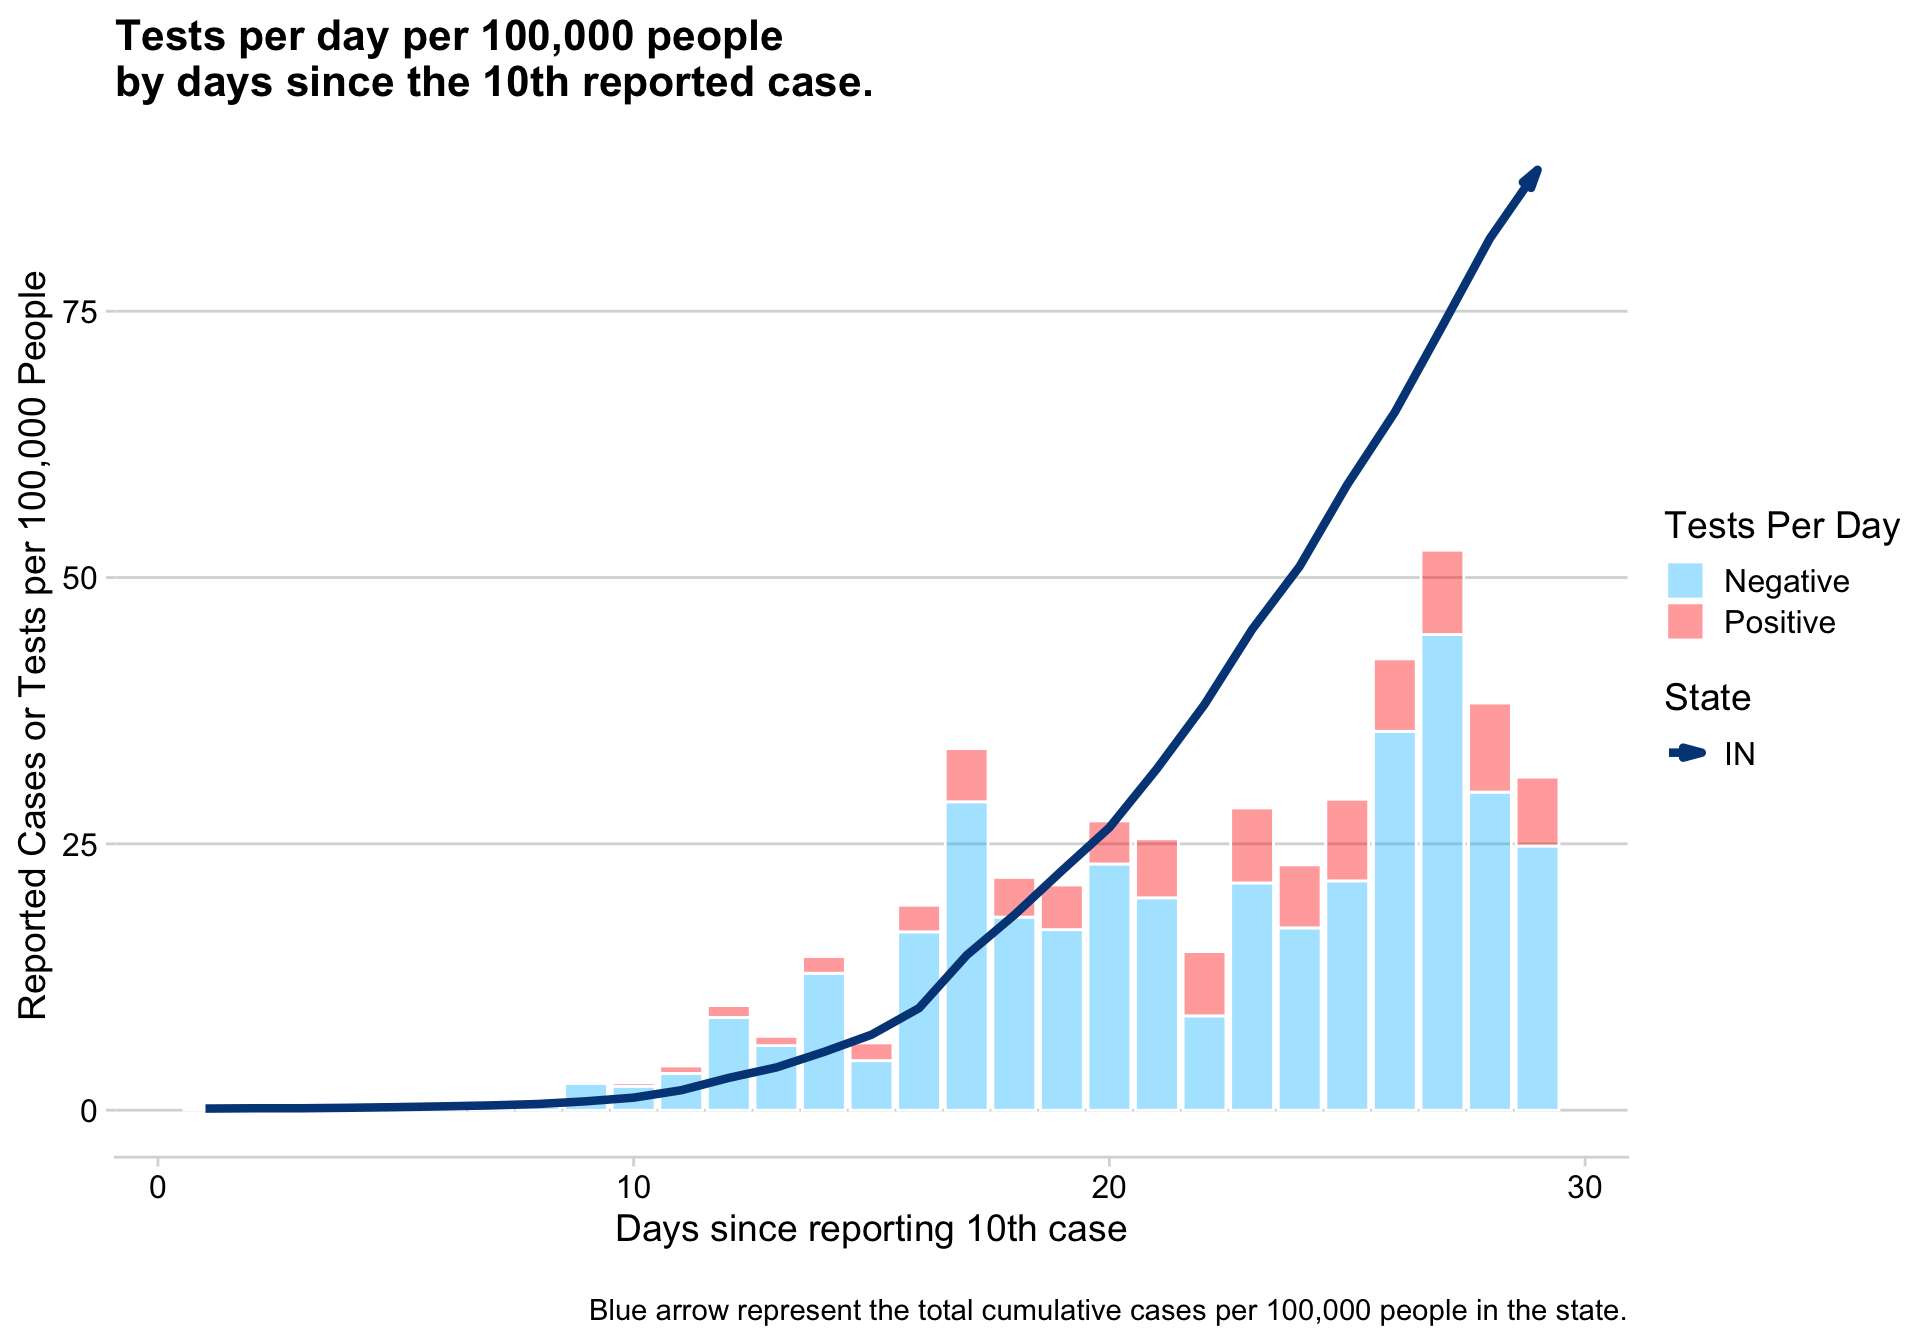 Tests per day per 100,000 people
by days since the 10th reported case.
Reported Cases or Tests per 100,000 People
75
50
25
0
0
10
20
30
Days since reporting 10th case
Tests Per Day
Negative
Positive
State
IN
Blue arrow represent the total cumulative cases per 100,000 people in the state.